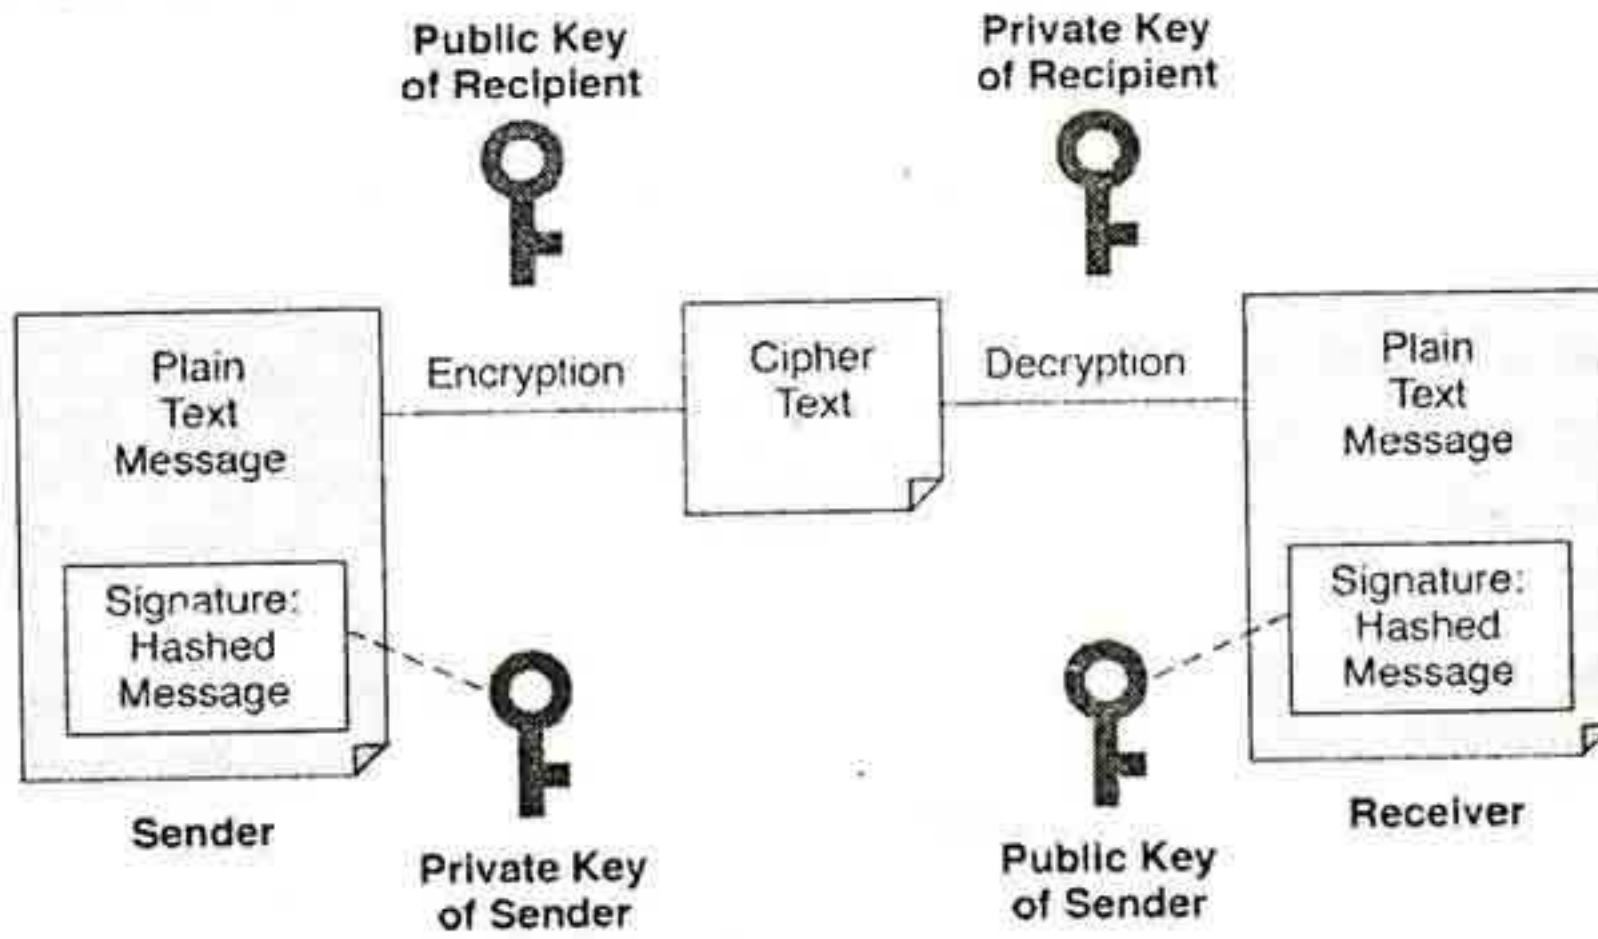 Public Key
of Recipient
Private Key
of Recipient
Plain
Text
Message
Encryption
Cipher
Text
Decryption
Plain
Text
Message
Signature:
Hashed
Message
Signature:
Hashed
Message
Sender
Private Key
of Sender
Public Key
of Sender
Receiver